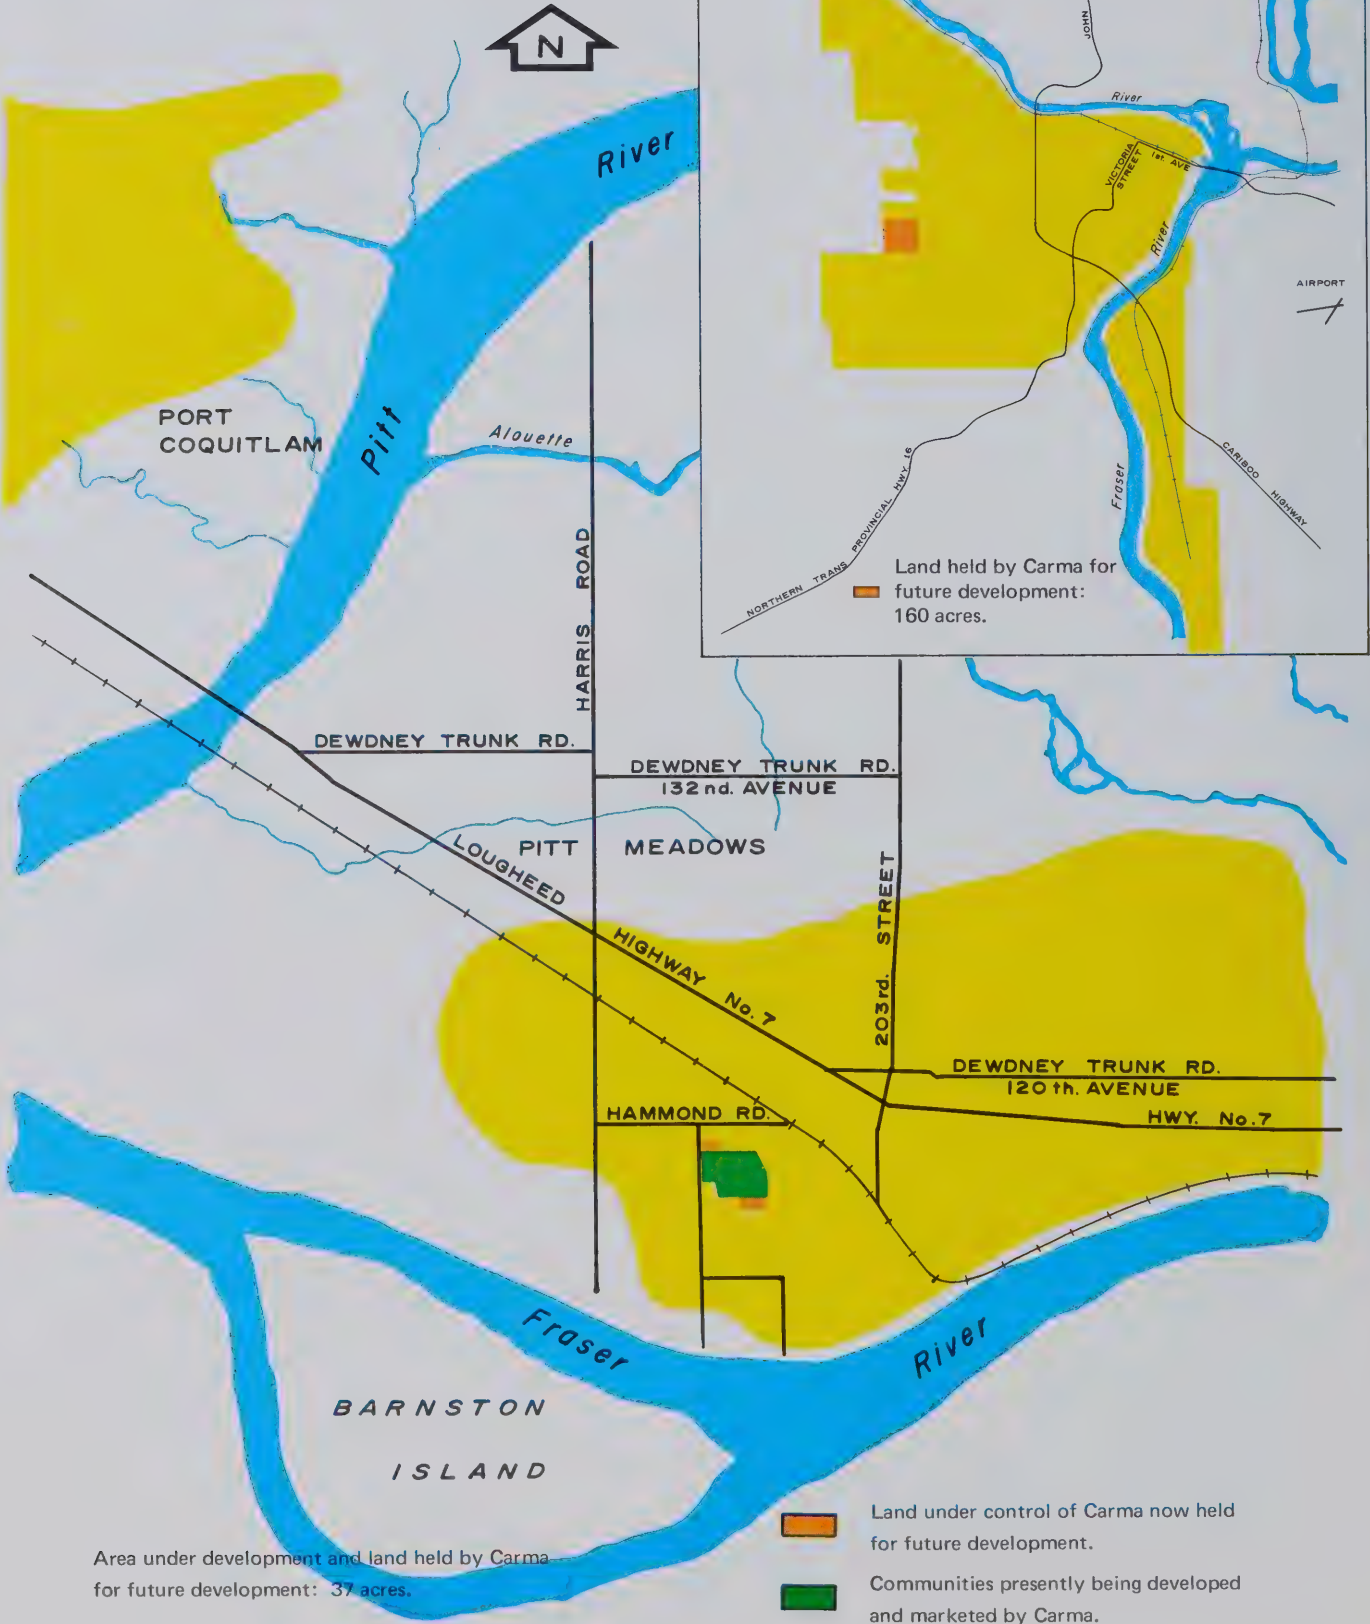 N
River
Pitt
PORT
COQUITLAM
Alouette
HARRIS ROAD
DEWDNEY TRUNK RD.
DEWDNEY TRUNK RD.
132nd. AVENUE
PITT MEADOWS
LOUGHEED HIGHWAY No. 7
203rd. STREET
DEWDNEY TRUNK RD.
120th. AVENUE
HWY. No. 7
HAMMOND RD.
Fraser River
BARNSTON
ISLAND
Area under development and land held by Carma
for future development: 37 acres.
Land under control of Carma now held
for future development.
Communities presently being developed
and marketed by Carma.
JOHN
River
VICTORIA
STREET
1st. AVE
River
AIRPORT
Fraser
CARIBOO HIGHWAY
NORTHERN TRANS PROVINCIAL HWY. 16
Land held by Carma for
future development:
160 acres.